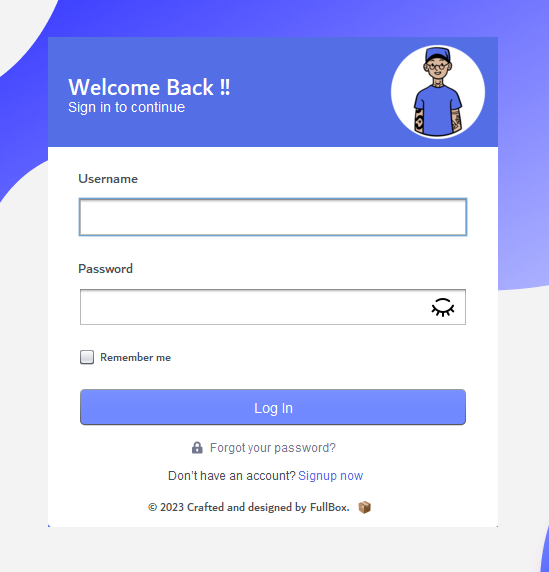 Welcome Back !!
Sign in to continue
Username
Password
Remember me
Log In
Forgot your password?
Don't have an account? Signup now
© 2023 Crafted and designed by FullBox.